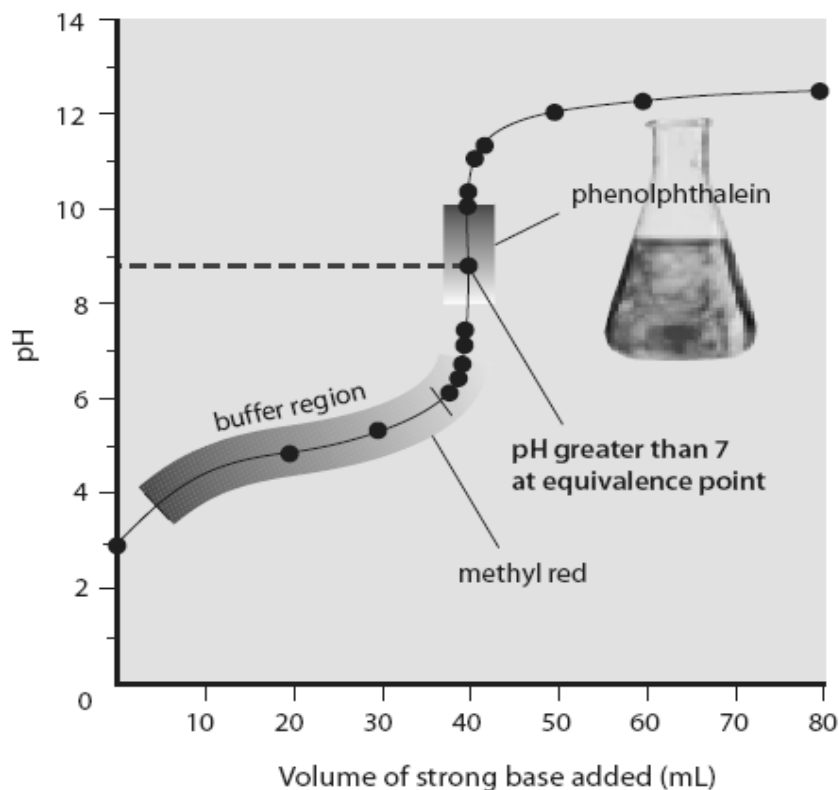 14
12
10
8
6
4
2
0
pH
phenolphthalein
buffer region
pH greater than 7
at equivalence point
methyl red
10 20 30 40 50 60 70 80
Volume of strong base added (mL)